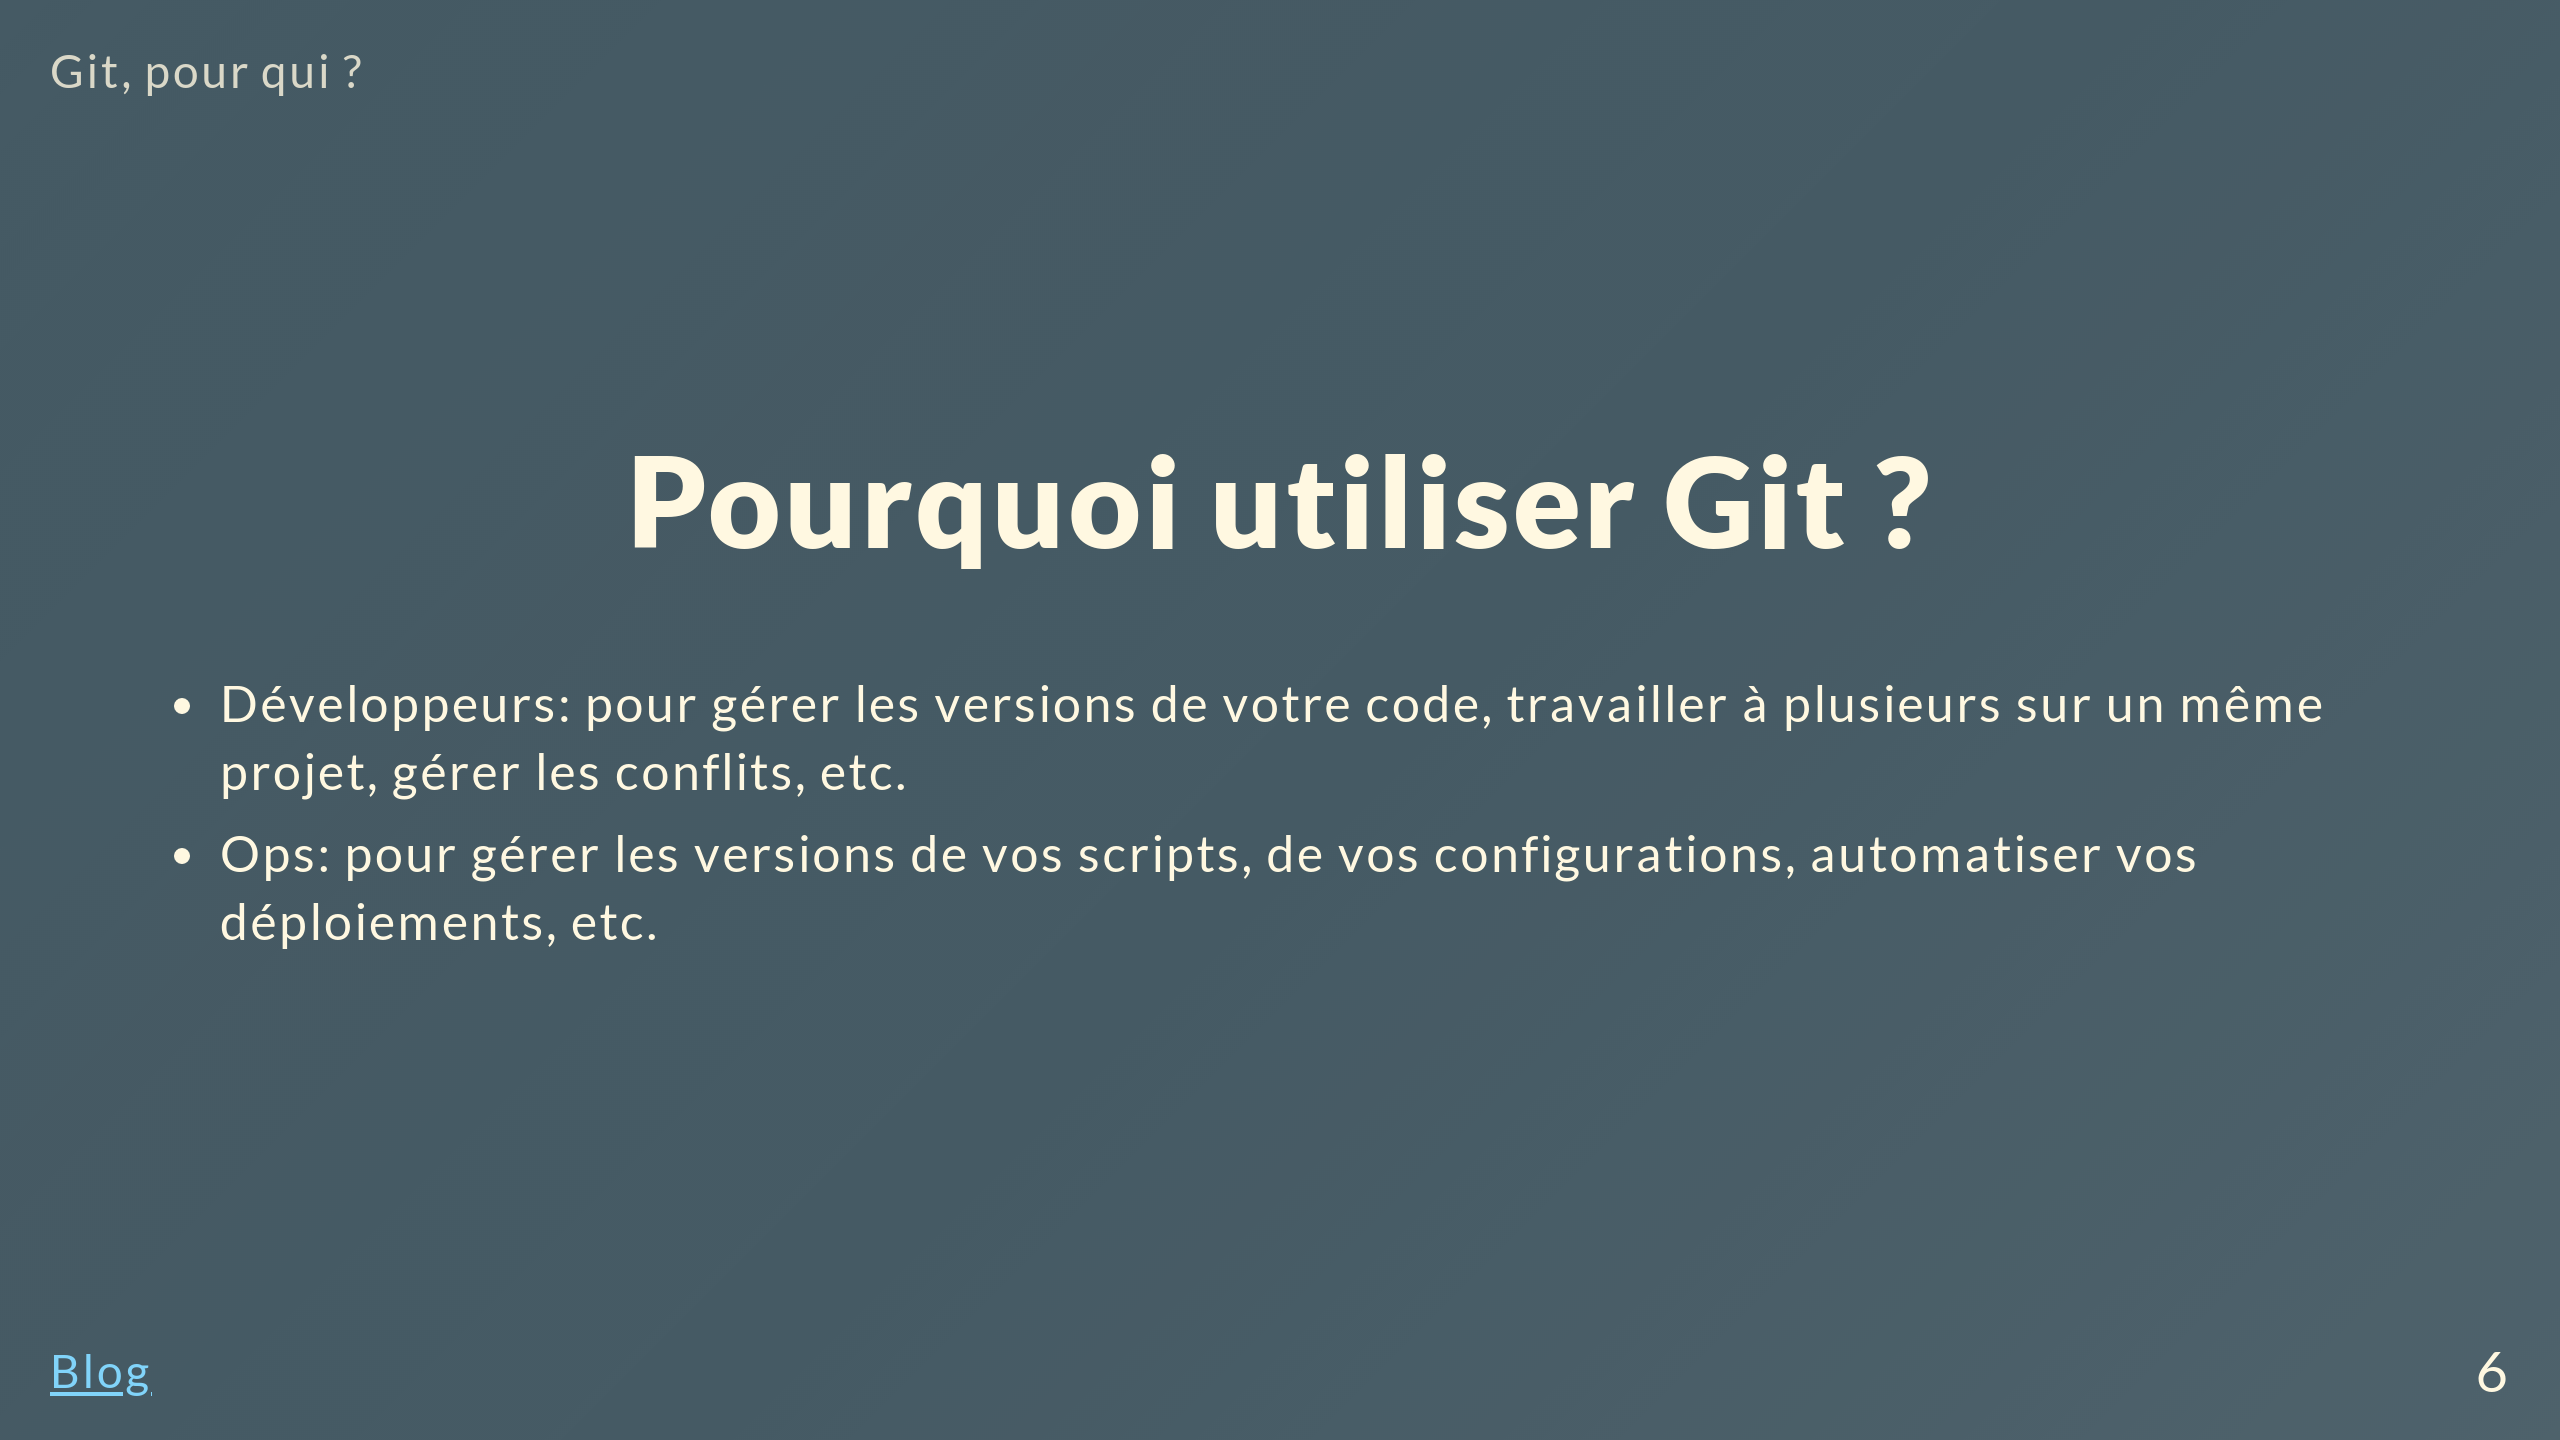 Git, pour qui ?
Pourquoi utiliser Git ?
• Développeurs: pour gérer les versions de votre code, travailler à plusieurs sur un même
projet, gérer les conflits, etc.
• Ops: pour gérer les versions de vos scripts, de vos configurations, automatiser vos
déploiements, etc.
Blog
6